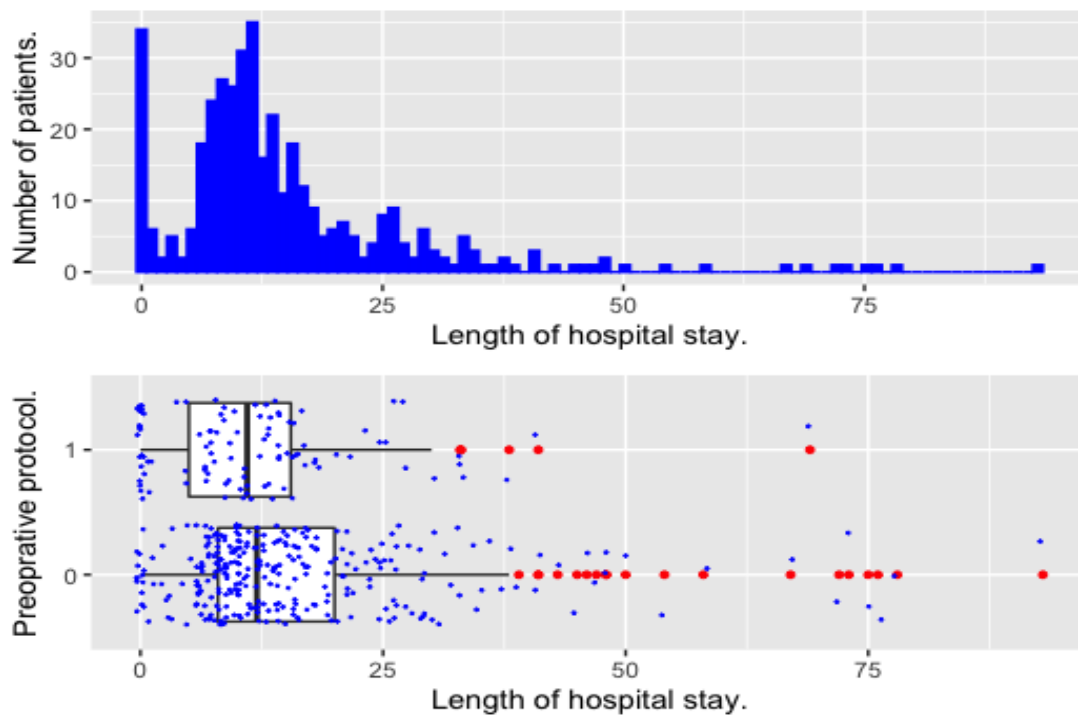 Number of patients.
30
20
10
0
0 25 50 75
Length of hospital stay.
Preoprative protocol.
1
0
0 25 50 75
Length of hospital stay.